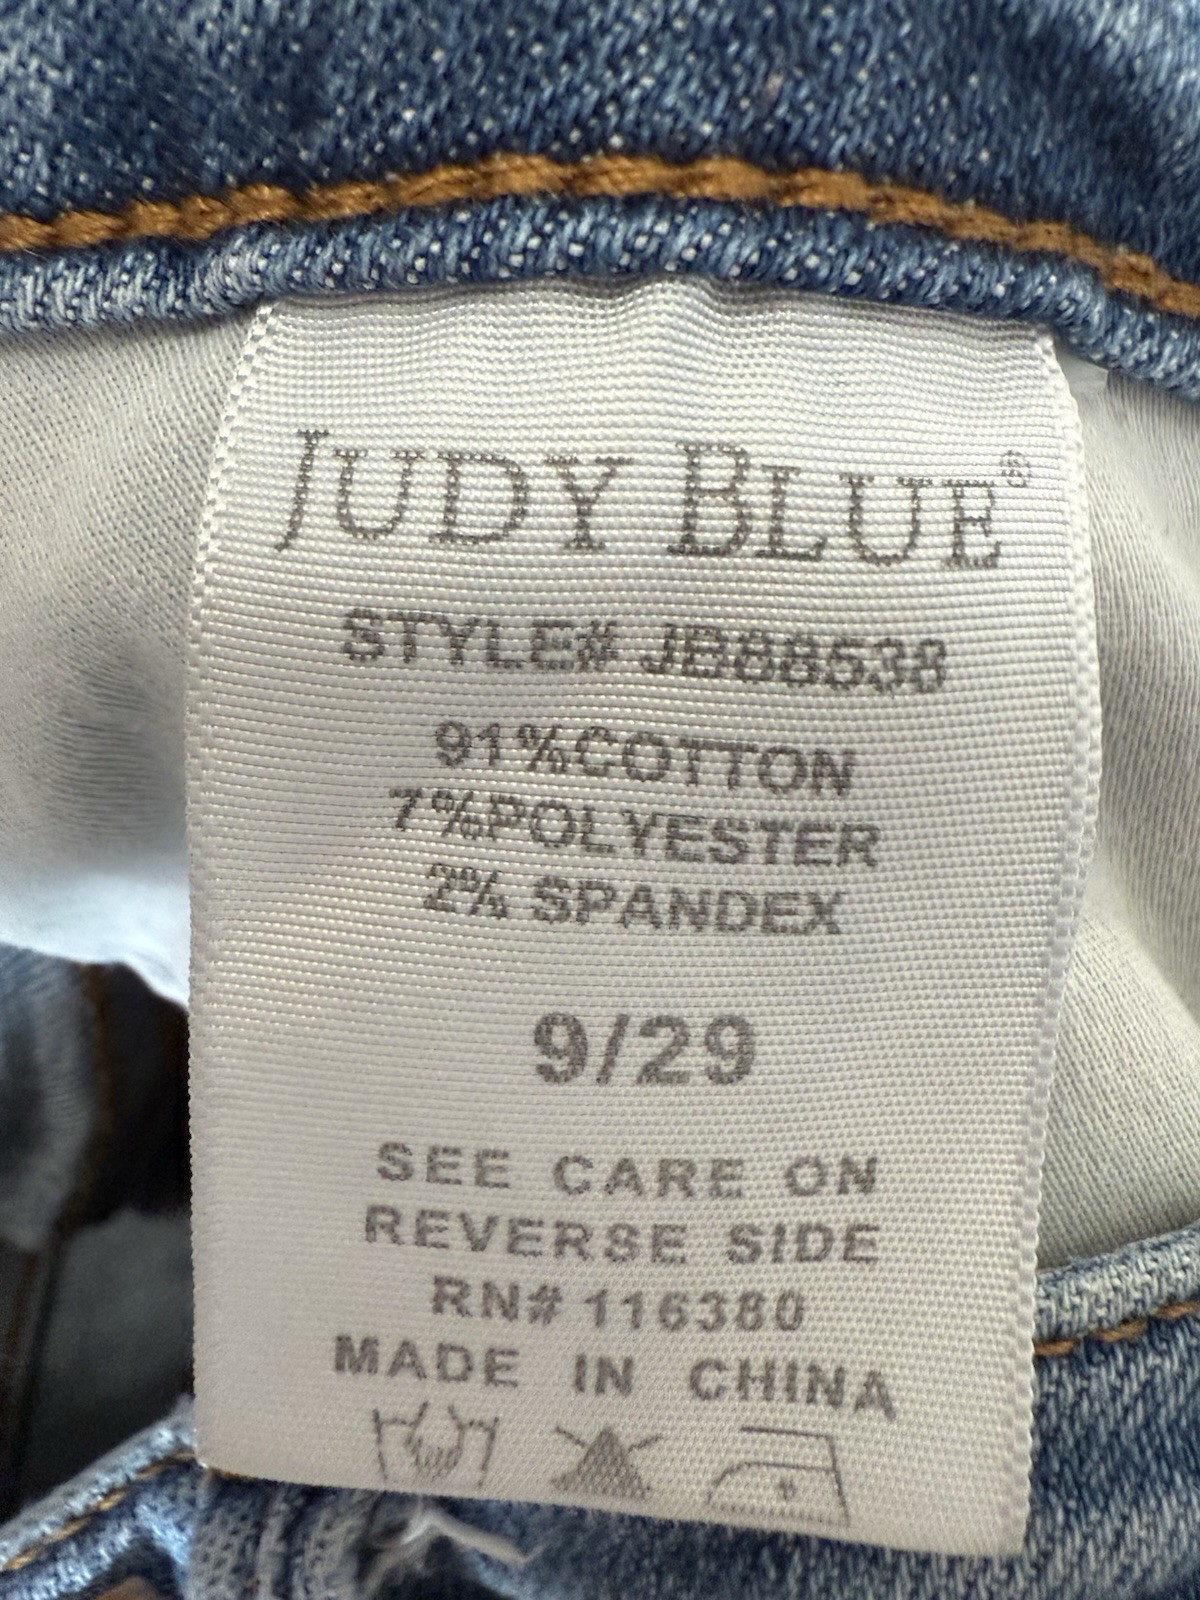 JUDY BLUE®
STYLE# JB88538
91%COTTON
7%POLYESTER
2% SPANDEX
9/29
SEE CARE ON
REVERSE SIDE
RN# 116380
MADE IN CHINA